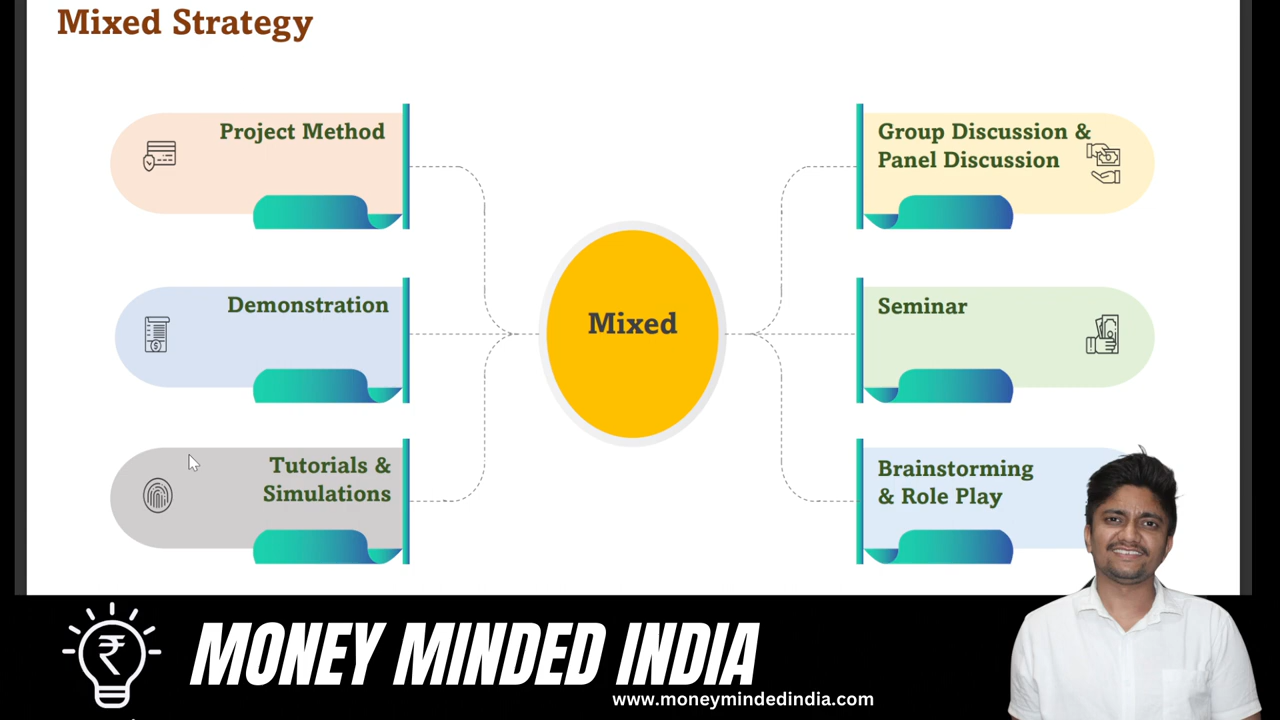 Mixed Strategy
Project Method
Demonstration
Tutorials &
Simulations
Mixed
Group Discussion &
Panel Discussion
Seminar
Brainstorming
& Role Play
₹
MONEY MINDED INDIA
www.moneymindedindia.com